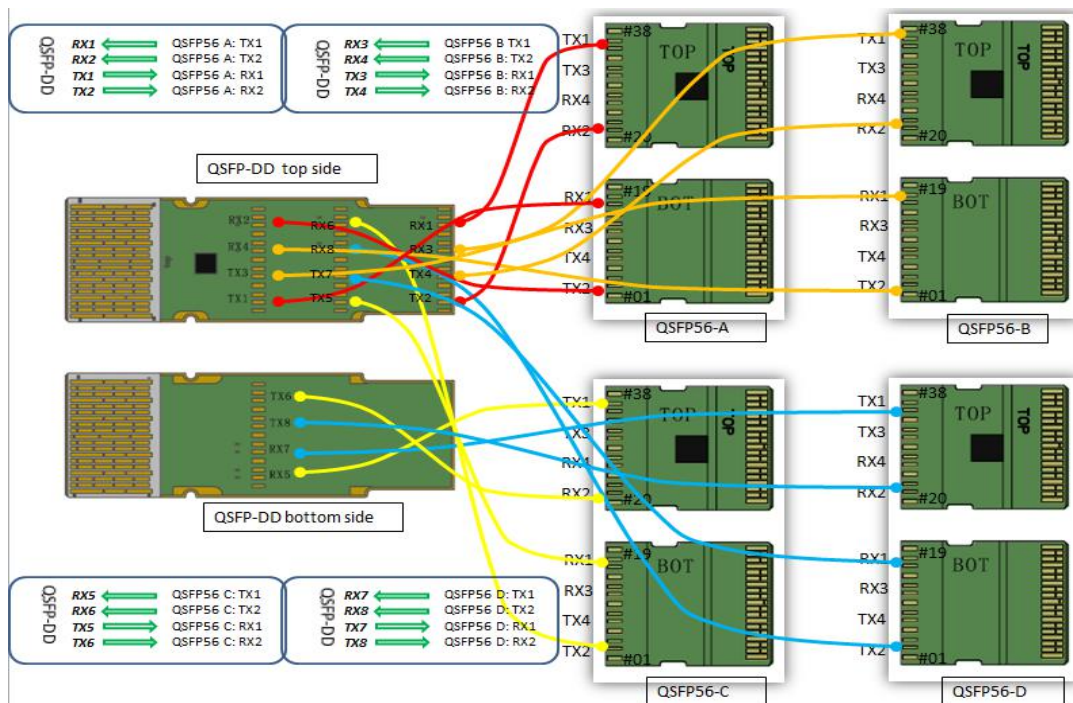 QSFP-DD
RX1 QSFP56 A: TX1
RX2 QSFP56 A: TX2
TX1 QSFP56 A: RX1
TX2 QSFP56 A: RX2
QSFP-DD
RX3 QSFP56 B TX1
RX4 QSFP56 B: TX2
TX3 QSFP56 B: RX1
TX4 QSFP56 B: RX2
QSFP-DD top side
RX2 RX6 RX1
RX4 RX8 RX3
TX3 TX7 TX4
TX1 TX5 TX2
TX1
TX3
RX4
RX2
#38
TOP
#20
RX1
RX3
TX4
TX2
#19
BOT
#01
QSFP56-A
TX1
TX3
RX4
RX2
#38
TOP
TOP
#20
RX1
RX3
TX4
TX2
#19
BOT
#01
QSFP56-B
TX6
TX8
RX7
RX5
QSFP-DD bottom side
TX1
TX3
RX4
RX2
#38
TOP
TOP
#20
RX1
RX3
TX4
TX2
#19
BOT
#01
QSFP56-C
TX1
TX3
RX4
RX2
#38
TOP
TOP
#20
RX1
RX3
TX4
TX2
#19
BOT
#01
QSFP56-D
QSFP-DD
RX5 QSFP56 C: TX1
RX6 QSFP56 C: TX2
TX5 QSFP56 C: RX1
TX6 QSFP56 C: RX2
QSFP-DD
RX7 QSFP56 D: TX1
RX8 QSFP56 D: TX2
TX7 QSFP56 D: RX1
TX8 QSFP56 D: RX2